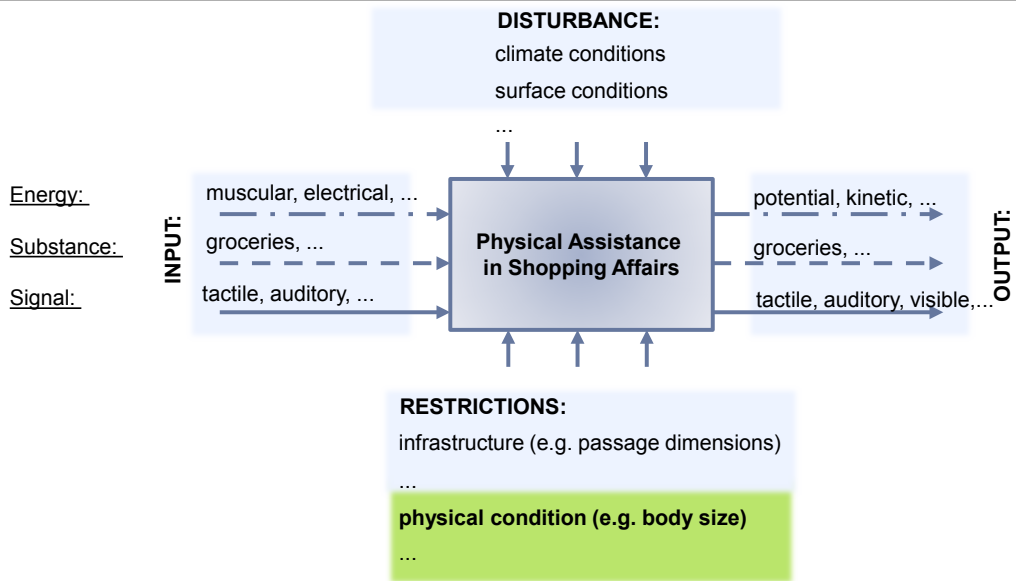 DISTURBANCE:
climate conditions
surface conditions
...
Energy:
Substance:
Signal:
INPUT:
muscular, electrical, ...
groceries, ...
tactile, auditory, ...
Physical Assistance
in Shopping Affairs
potential, kinetic, ...
groceries, ...
tactile, auditory, visible,...
OUTPUT:
RESTRICTIONS:
infrastructure (e.g. passage dimensions)
...
physical condition (e.g. body size)
...